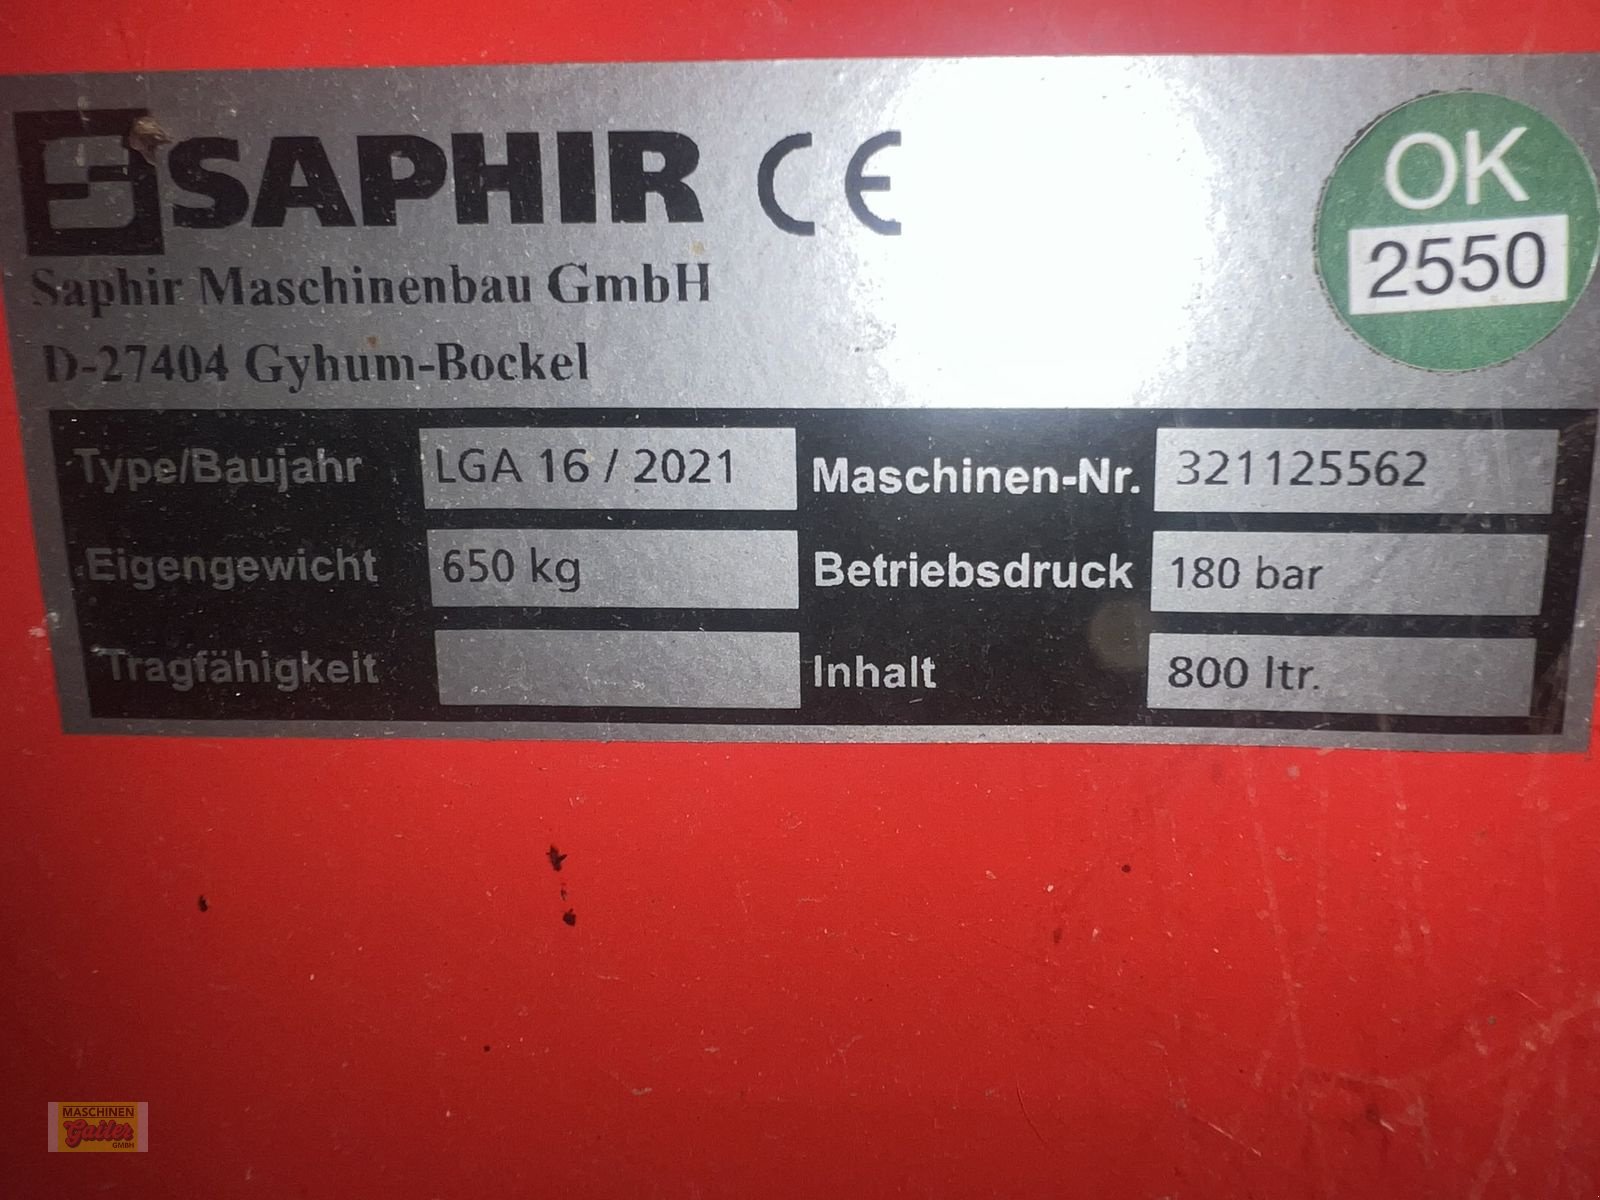 SAPHIR CE
Saphir Maschinenbau GmbH
D-27404 Gyhum-Bockel
OK
2550
Type/Baujahr LGA 16 / 2021 Maschinen-Nr. 321125562
Eigengewicht 650 kg Betriebsdruck 180 bar
Tragfähigkeit Inhalt 800 ltr.
MASCHINEN
Gailer
GMBH